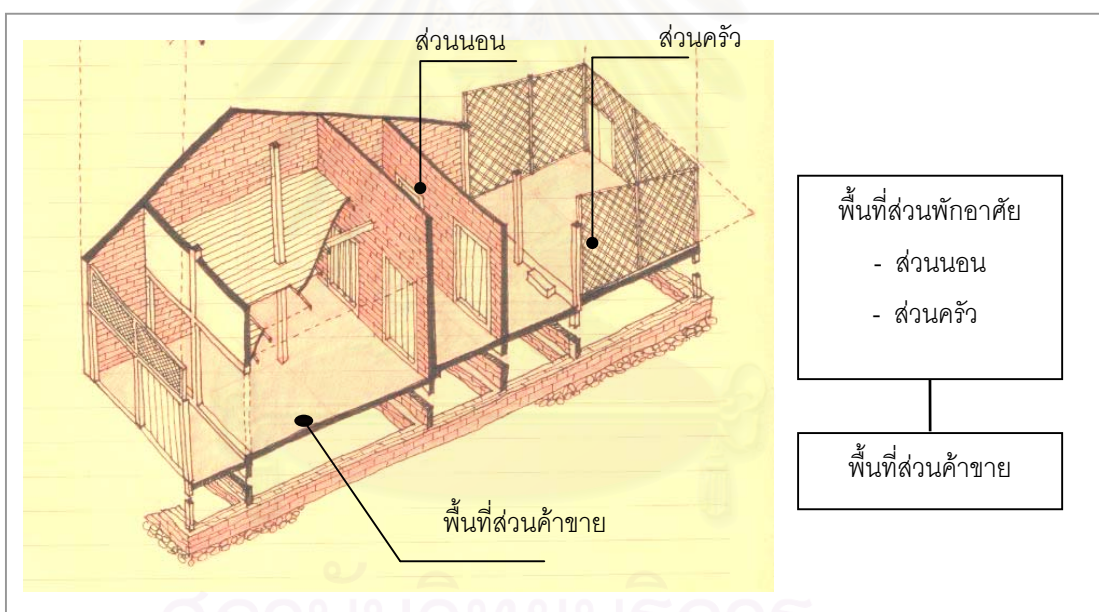 ส่วนนอน
ส่วนครัว
พื้นที่ส่วนค้าขาย
พื้นที่ส่วนพักอาศัย
- ส่วนนอน
- ส่วนครัว
พื้นที่ส่วนค้าขาย